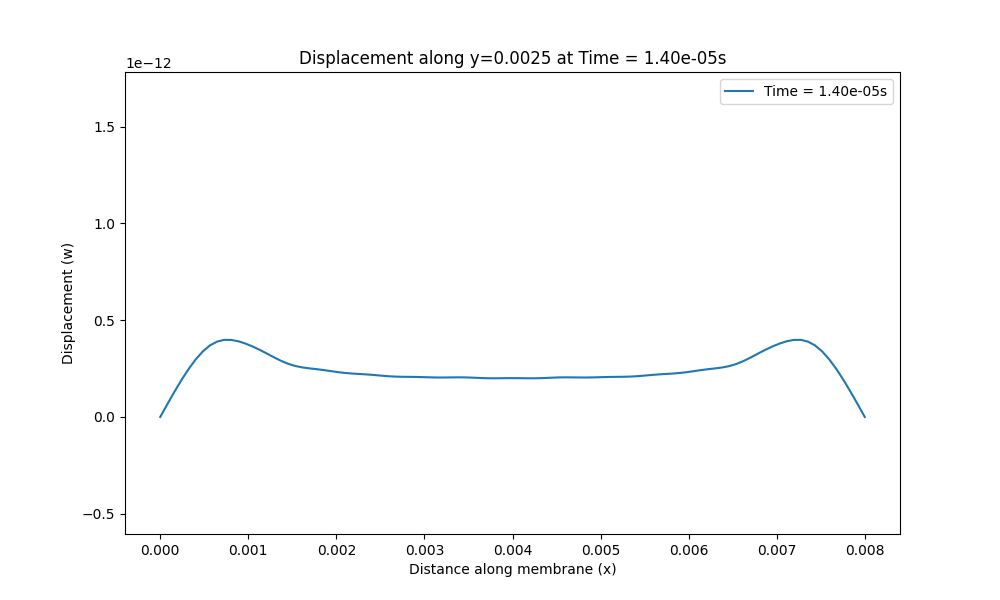 Displacement along y=0.0025 at Time = 1.40e-05s
1e−12
Time = 1.40e-05s
1.5
1.0
0.5
0.0
−0.5
Displacement (w)
0.000 0.001 0.002 0.003 0.004 0.005 0.006 0.007 0.008
Distance along membrane (x)